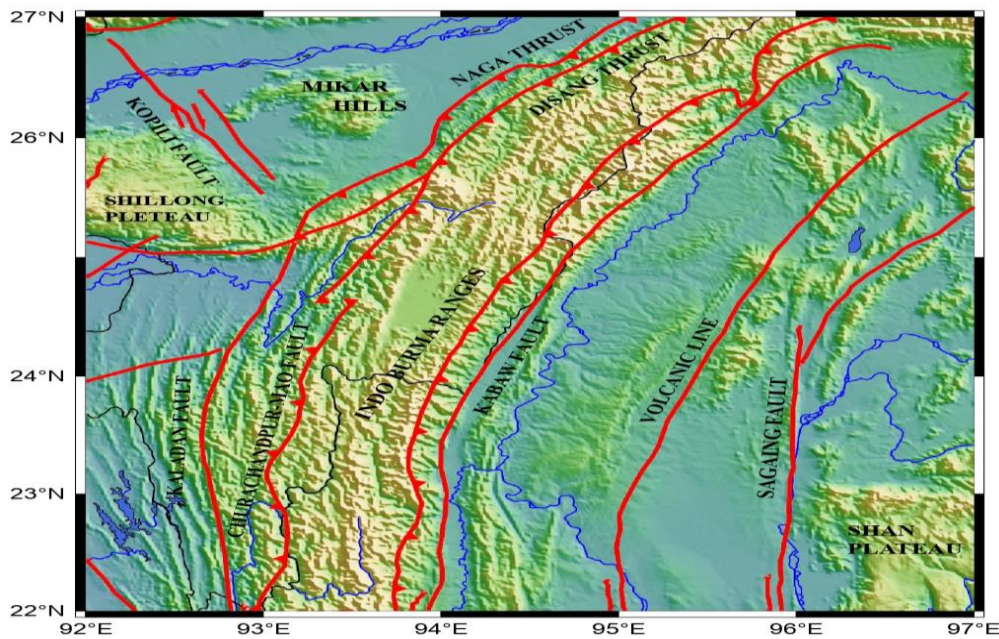 27°N
NAGA THRUST
DISANG THRUST
MIKAR
HILLS
KOPILI FAULT
26°N
SHILLONG
PLETEAU
INDO BURMA RANGES
CHURACHANDPUR MAO FAULT
KABAW FAULT
VOLCANIC LINE
24°N
KALADAN FAULT
SAGAING FAULT
23°N
SHAN
PLATEAU
22°N
92°E 93°E 94°E 95°E 96°E 97°E